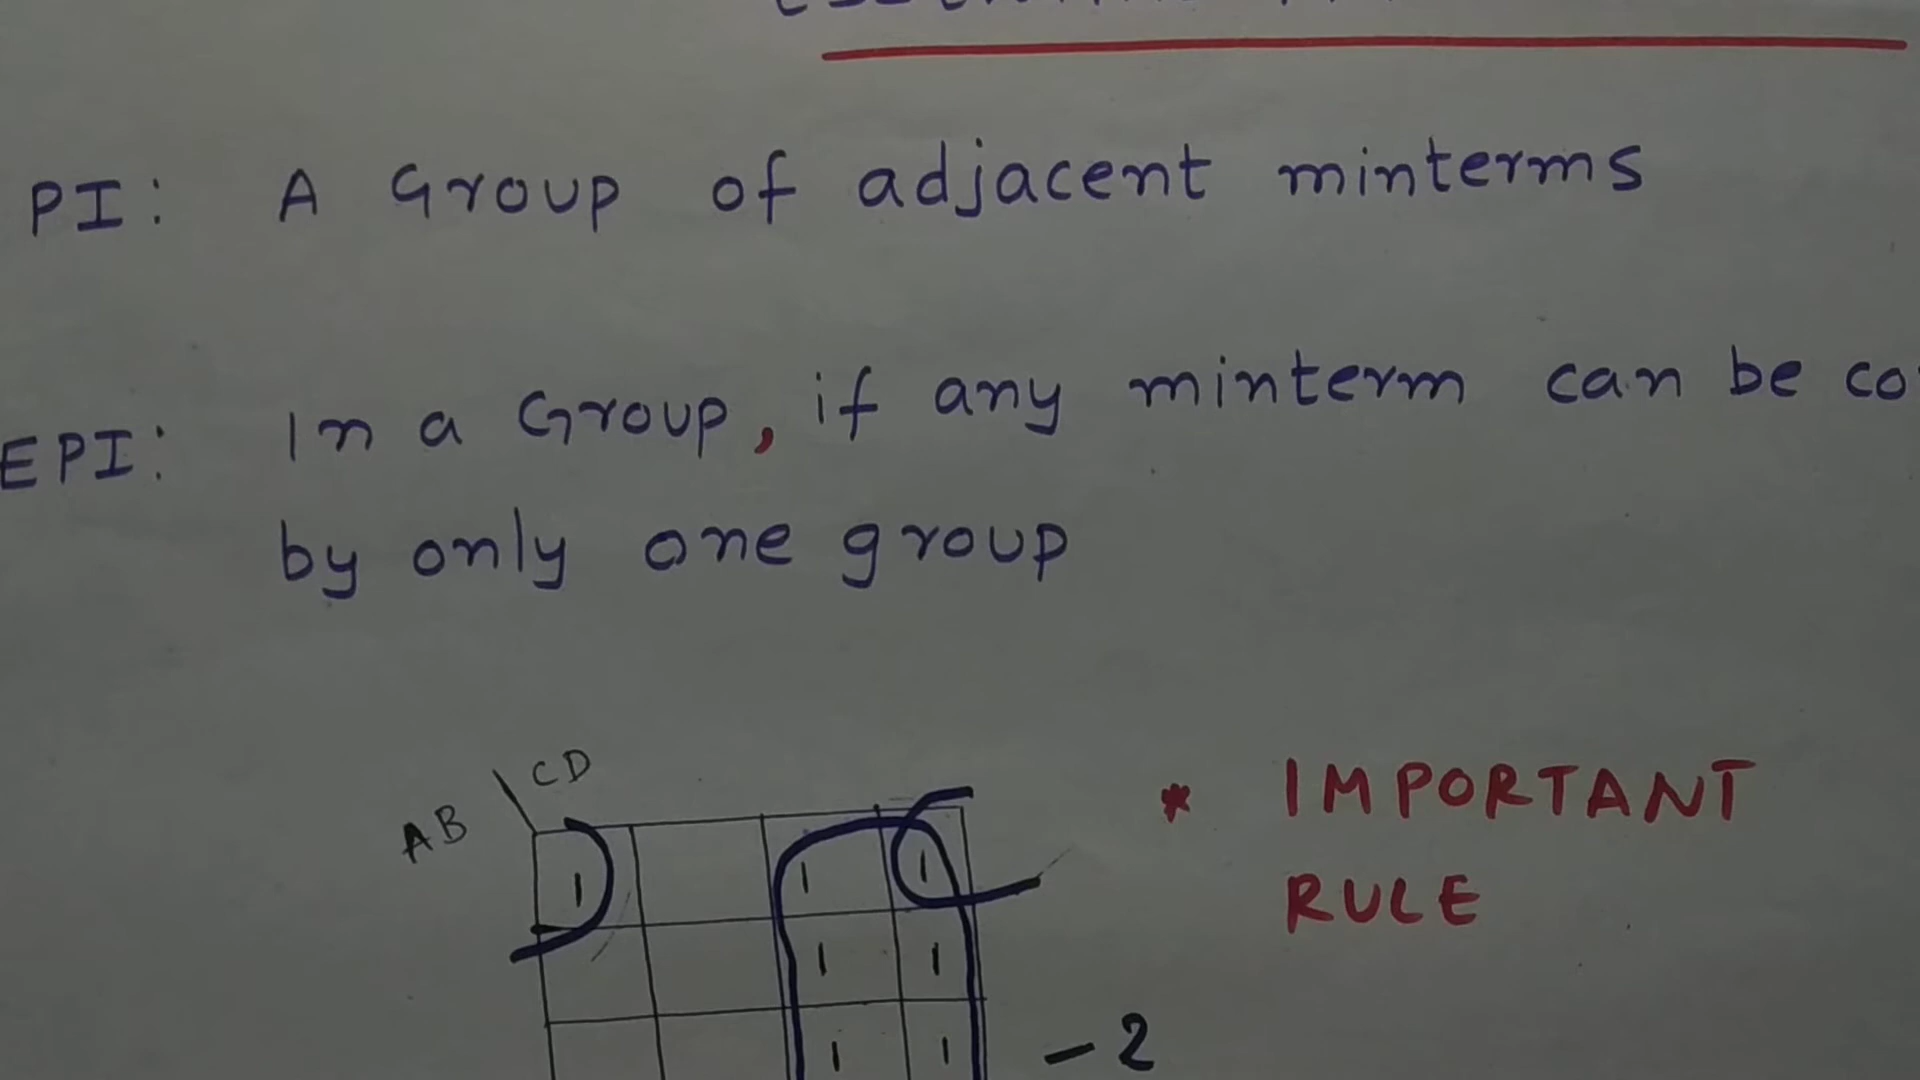 PI: A Group of adjacent minterms
EPI: In a Group, if any minterm can be
by only one group
CD
AB
* IMPORTANT
RULE
1 1 1
1 1
1 1 - 2